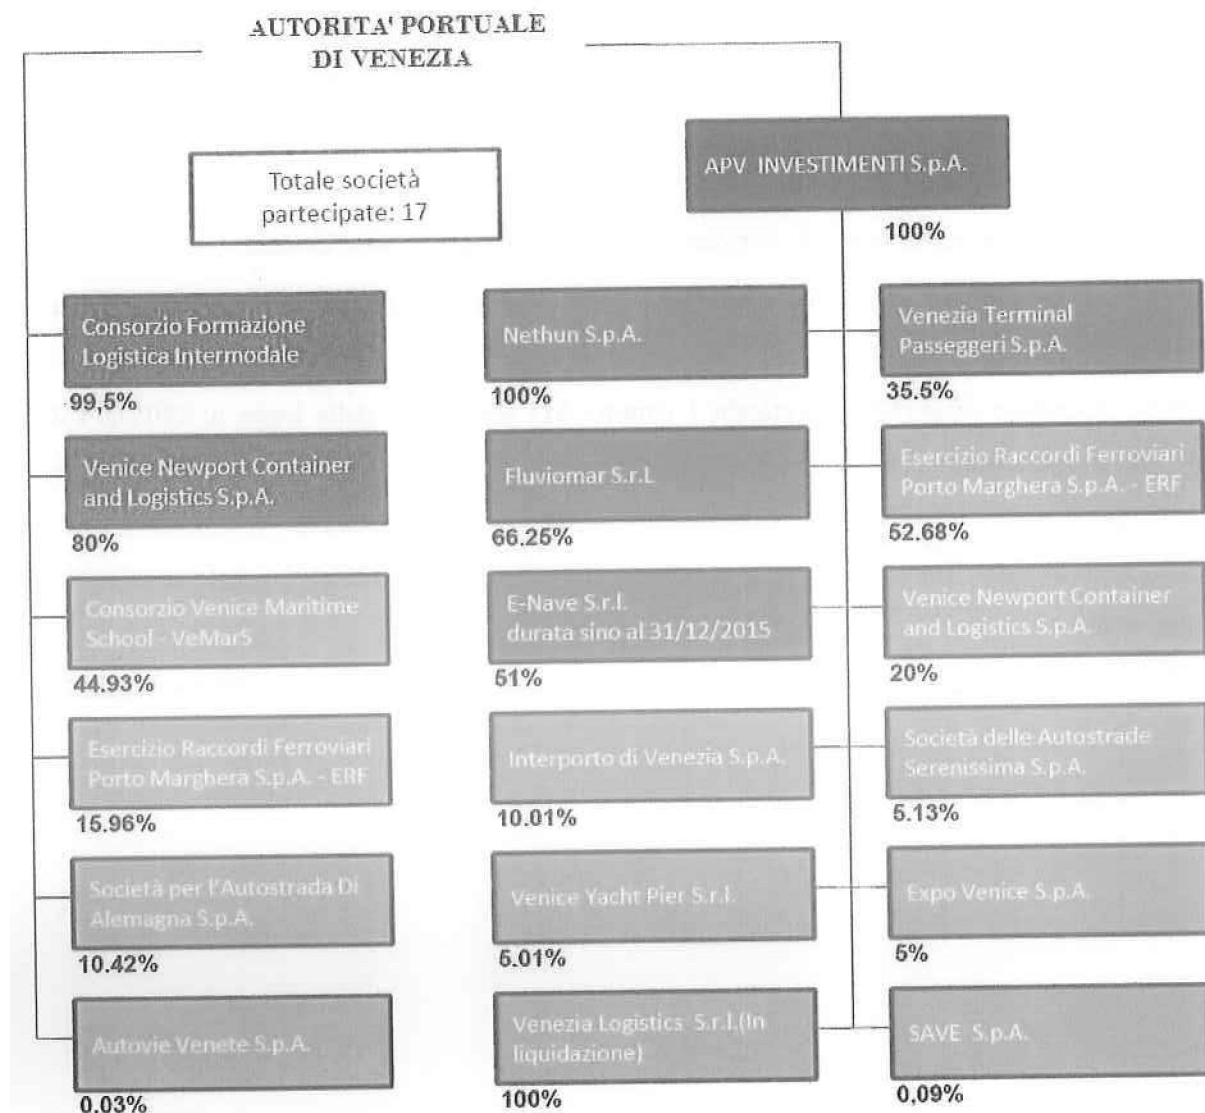 AUTORITA' PORTUALE
DI VENEZIA
Totale società
partecipate: 17
APV INVESTIMENTI S.p.A.
100%
Consorzio Formazione
Logistica Intermodale
99,5%
Venice Newport Container
and Logistics S.p.A.
80%
Consorzio Venice Maritime
School - VeMarS
44.93%
Esercizio Raccordi Ferroviari
Porto Marghera S.p.A. - ERF
15.96%
Società per l'Autostrada Di
Alemagna S.p.A.
10.42%
Autovie Venete S.p.A.
0,03%
Nethun S.p.A.
100%
Fluviomar S.r.L
66.25%
E-Nave S.r.l.
durata sino al 31/12/2015
51%
Interporto di Venezia S.p.A.
10.01%
Venice Yacht Pier S.r.l.
5.01%
Venezia Logistics S.r.l.(In
liquidazione)
100%
Venezia Terminal
Passeggeri S.p.A.
35.5%
Esercizio Raccordi Ferroviari
Porto Marghera S.p.A. - ERF
52.68%
Venice Newport Container
and Logistics S.p.A.
20%
Società delle Autostrade
Serenissima S.p.A.
5.13%
Expo Venice S.p.A.
5%
SAVE S.p.A.
0,09%